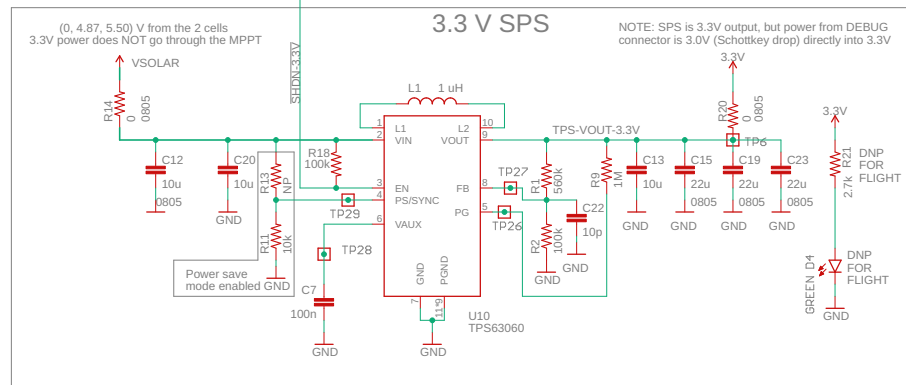 3.3 V SPS
(0, 4.87, 5.50) V from the 2 cells
3.3V power does NOT go through the MPPT
NOTE: SPS is 3.3V output, but power from DEBUG
connector is 3.0V (Schottky drop) directly into 3.3V
VSOLAR
R14
0
0805
SHDN-3.3V
L1
1 uH
3.3V
R20
0
0805
3.3V
C12
10u
0805
C20
10u
GND
R13
NP
R18
100k
R11
10k
GND
Power save
mode enabled
TP29
TP28
C7
100n
GND
1
L1
2
VIN
3
EN
4
PS/SYNC
6
VAUX
L2
10
VOUT
9
FB
8
PG
5
GND
7
PGND
11*9
U10
TPS63060
GND
TPS-VOUT-3.3V
TP27
TP26
R1
560k
R2
100k
GND
C22
10p
GND
R9
1M
C13
10u
GND
C15
22u
0805
GND
TP6
C19
22u
0805
GND
C23
22u
0805
GND
R21
2.7k
DNP
FOR
FLIGHT
GREEN D4
DNP
FOR
FLIGHT
GND
GND